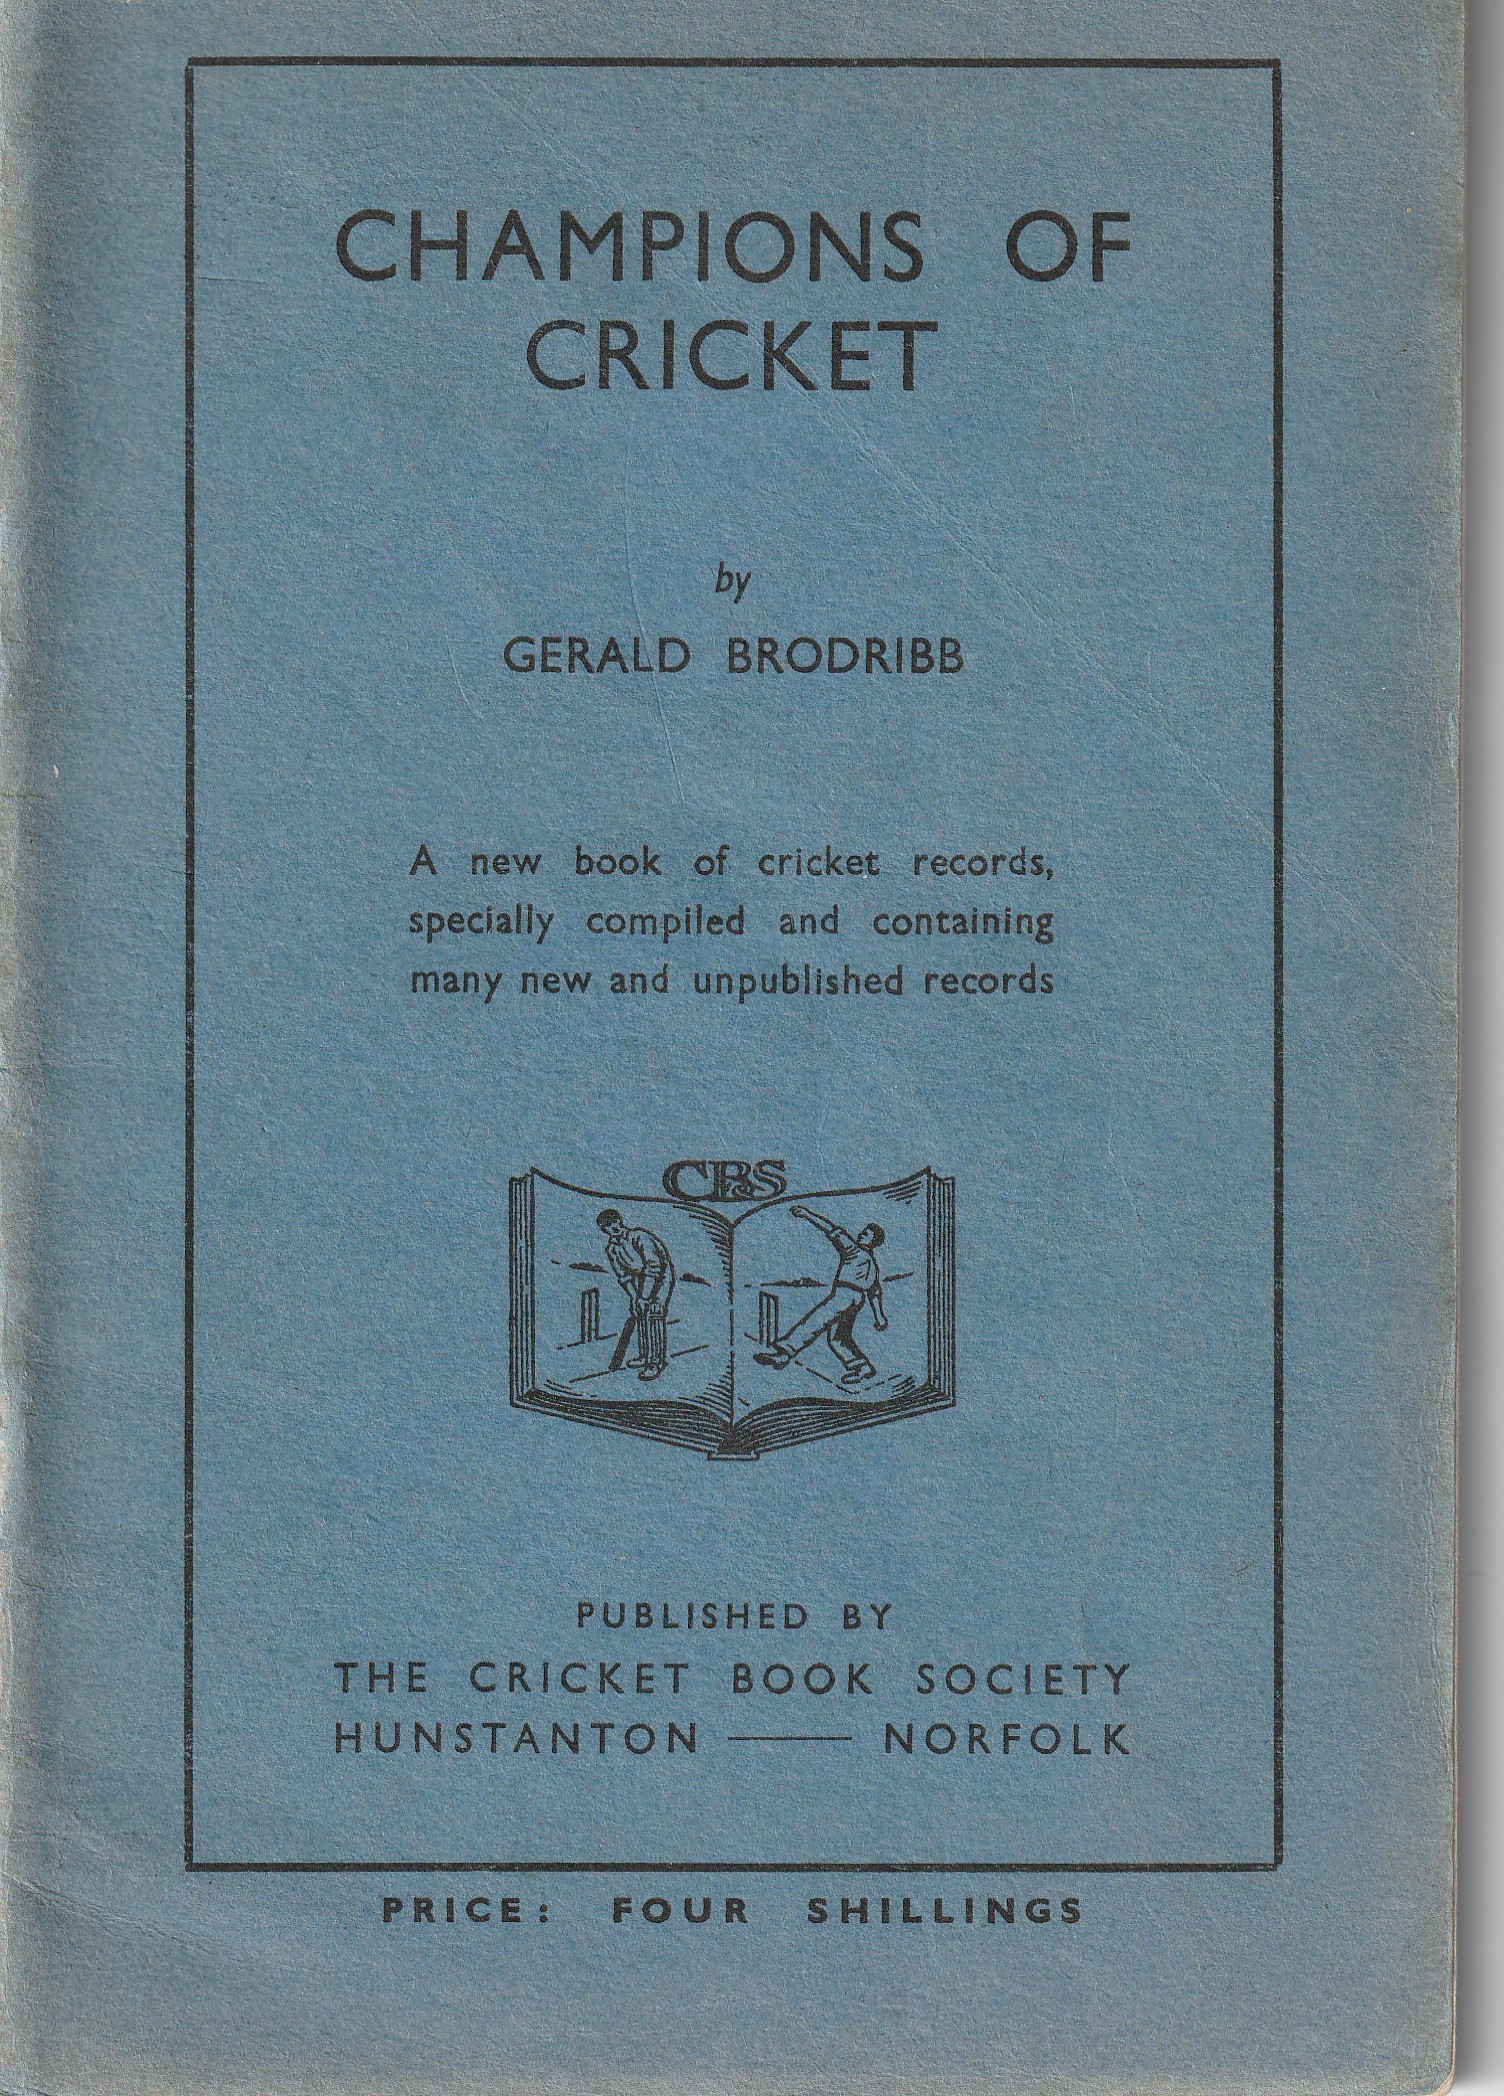 CHAMPIONS OF
CRICKET
by
GERALD BRODRIBB
A new book of cricket records,
specially compiled and containing
many new and unpublished records
CBS
PUBLISHED BY
THE CRICKET BOOK SOCIETY
HUNSTANTON —— NORFOLK
PRICE: FOUR SHILLINGS